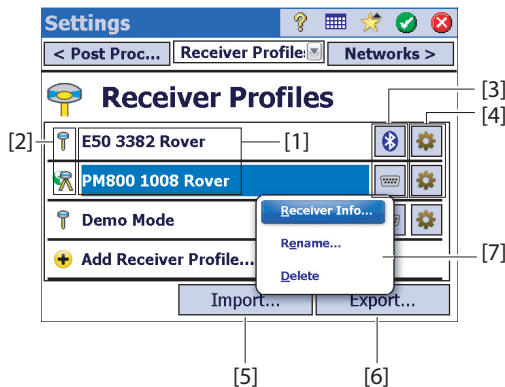 Settings
< Post Proc... Receiver Profile: Networks >
Receiver Profiles
[3]
[4]
[2] E50 3382 Rover [1]
PM800 1008 Rover
Receiver Info...
Demo Mode
Rename...
[7]
Add Receiver Profile...
Delete
Import... Export...
[5] [6]